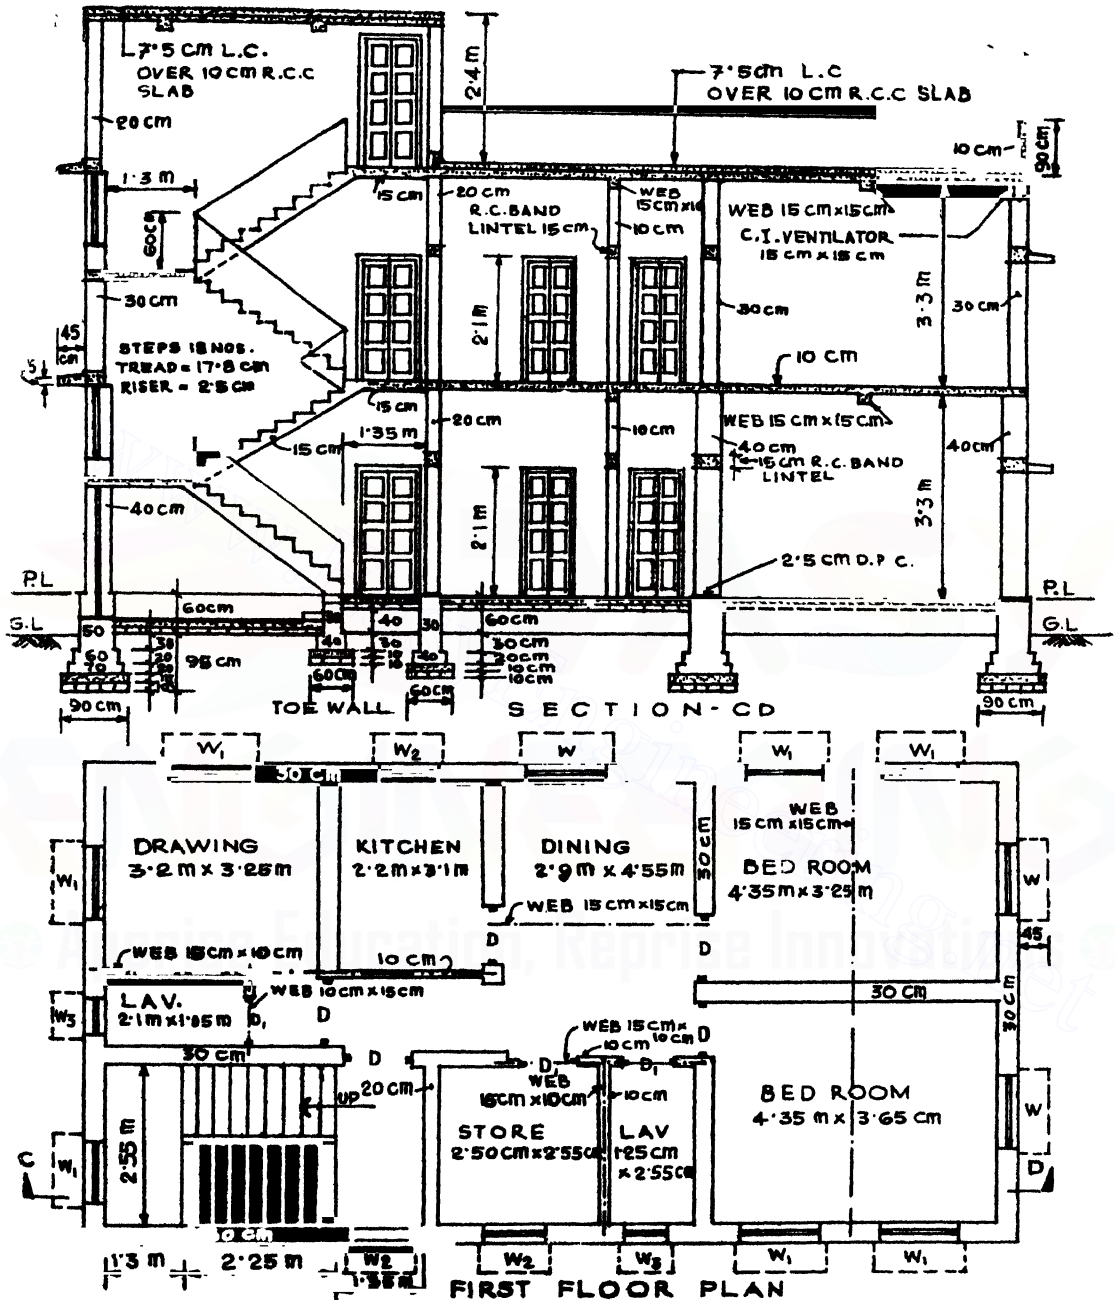 7.5 CM L.C.
OVER 10 CM R.C.C
SLAB
2.4 M
7.5cm L.C
OVER 10 CM R.C.C SLAB
20 CM
10 CM
90 CM
1.3 M
15 CM
20 CM
WEB
15 CM x 10
R.C. BAND
LINTEL 15 CM
10 CM
WEB 15 CM x 15 CM
C.I. VENTILATOR
15 CM x 15 CM
60 CM
30 CM
2.1 M
30 CM
3.3 M
30 CM
45
CM
STEPS 18 NOS.
TREAD = 17.8 CM
RISER = 25 CM
10 CM
15 CM
1.35 M
20 CM
10 CM
WEB 15 CM x 15 CM
15 CM
40 CM
15 CM R.C. BAND
LINTEL
40 CM
3.3 M
40 CM
2.1 M
2.5 CM D.P.C.
P.L
P.L
G.L
G.L
60 CM
40
30
60 CM
50
30
20
60
95 CM
40
30
10
10
40
30 CM
20 CM
10 CM
10 CM
60 CM
60 CM
90 CM
90 CM
TOE WALL
SECTION - CD
W1
W2
W
W1
W1
30 CM
DRAWING
3.2 M x 3.25 M
KITCHEN
2.2 M x 3.1 M
DINING
2.9 M x 4.55 M
30 CM
WEB
15 CM x 15 CM
BED ROOM
4.35 M x 3.25 M
W1
W
WEB 15 CM x 15 CM
D
D
45
WEB 15 CM x 10 CM
10 CM
WEB 10 CM x 15 CM
LAV.
2.1 M x 1.05 M
D1
D
W3
30 CM
30 CM
30 CM
D
WEB 15 CM x
10 CM
10 CM
D
D1
D1
20 CM
UP
WEB
15 CM x 10 CM
10 CM
BED ROOM
4.35 M x 3.65 CM
W
2.55 M
STORE
2.50 CM x 2.55 CM
LAV
1.25 CM
x 2.55 CM
C
W1
D
30 CM
1.3 M
2.25 M
W2
1.35 M
W2
W3
W1
W1
FIRST FLOOR PLAN